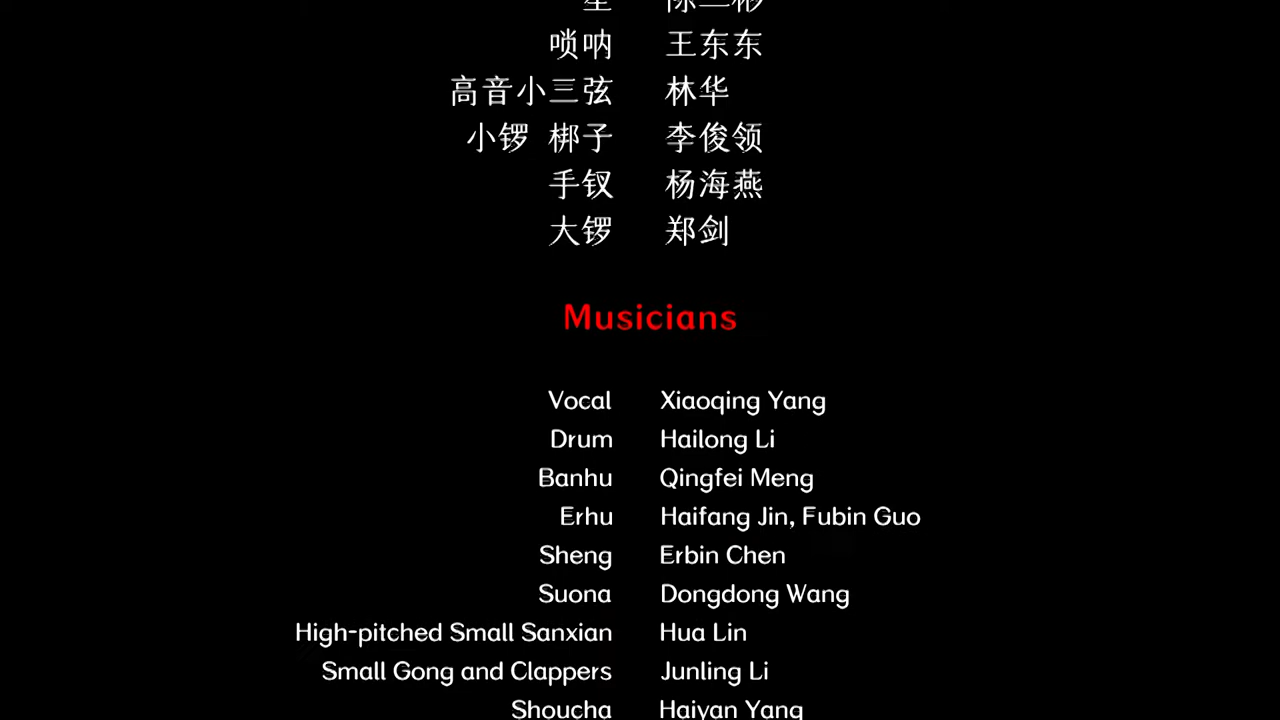 唢呐 王东东
高音小三弦 林华
小锣 梆子 李俊领
手钗 杨海燕
大锣 郑剑
Musicians
Vocal Xiaoqing Yang
Drum Hailong Li
Banhu Qingfei Meng
Erhu Haifang Jin, Fubin Guo
Sheng Erbin Chen
Suona Dongdong Wang
High-pitched Small Sanxian Hua Lin
Small Gong and Clappers Junling Li
Shoucha Haiyan Yang